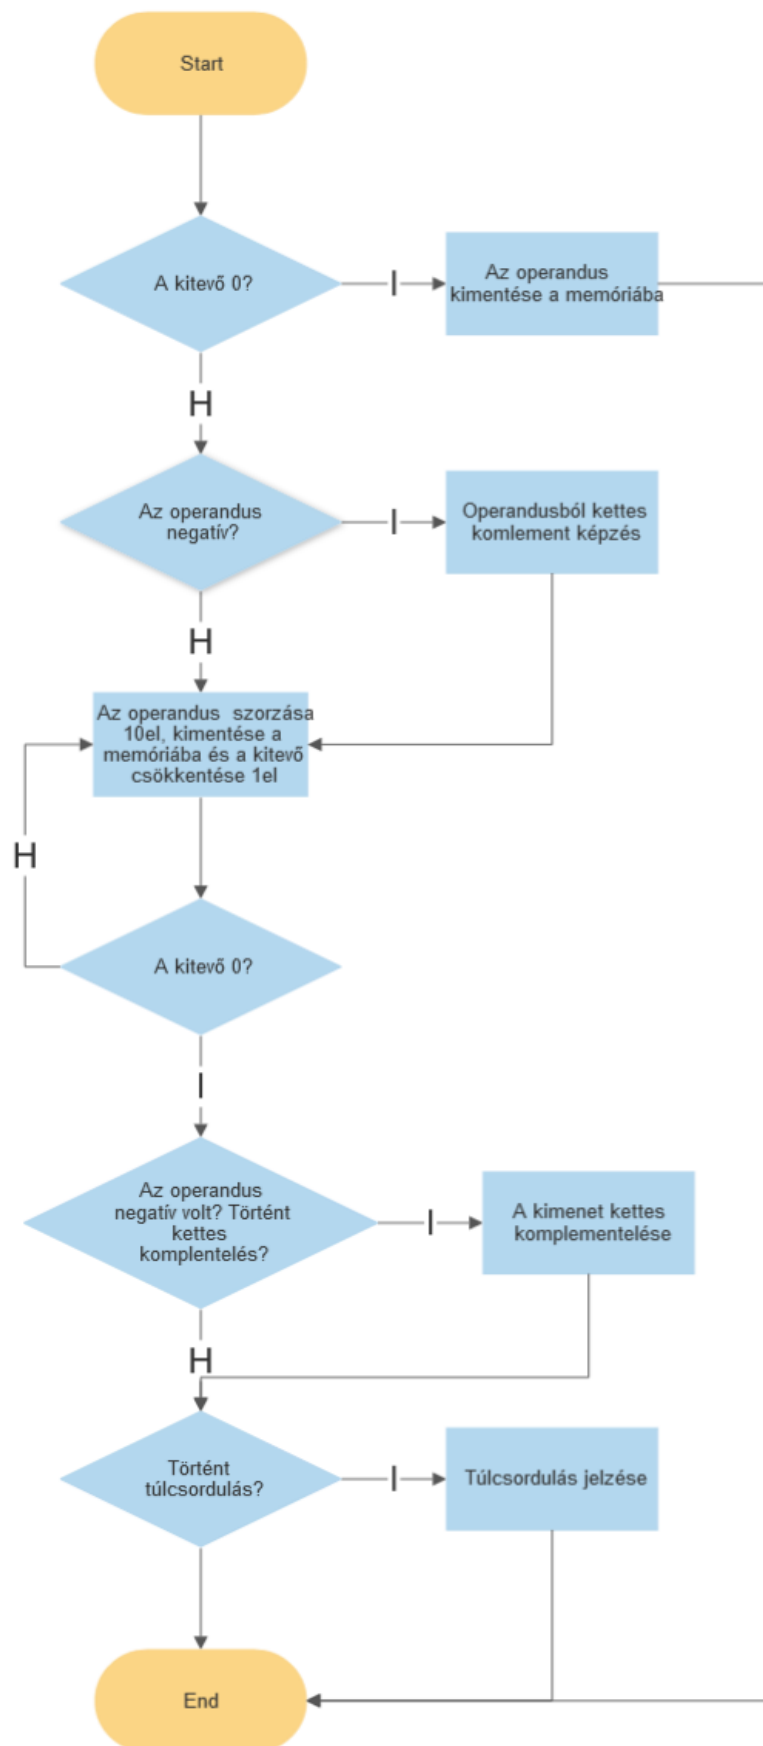 Start
A kitevő 0?
I
Az operandus
kimentése a memóriába
H
Az operandus
negatív?
I
Operandusból kettes
komlement képzés
H
Az operandus szorzása
10el, kimentése a
memóriába és a kitevő
csökkentése 1el
H
A kitevő 0?
I
Az operandus
negatív volt? Történt
kettes
komplentelés?
I
A kimenet kettes
komplementelése
H
Történt
túlcsordulás?
I
Túlcsordulás jelzése
End